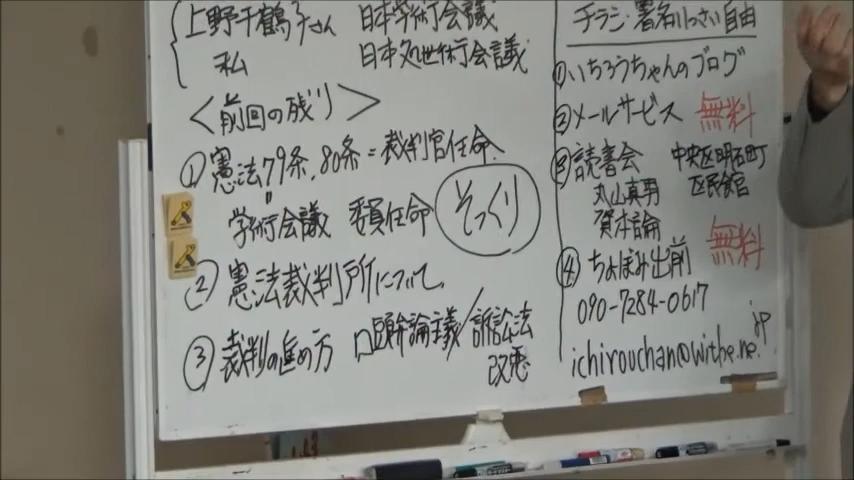 上野千鶴子さん 日本学術会議
私 日本処世術会議
<前回の残り>
①憲法79条,80条=裁判官任命
〃
学術会議 委員任命 そっくり
②憲法裁判所について.
③裁判の進め方 口頭弁論主義/訴訟法
改悪
チラシ・署名いっさい自由
①いちろうちゃんのブログ
②メールサービス 無料
③読書会 中央区明石町
丸山真男 区民館
資本論
無料
④ちょぼみ出前
090-7284-0617
ichirouchan@withe.ne.jp